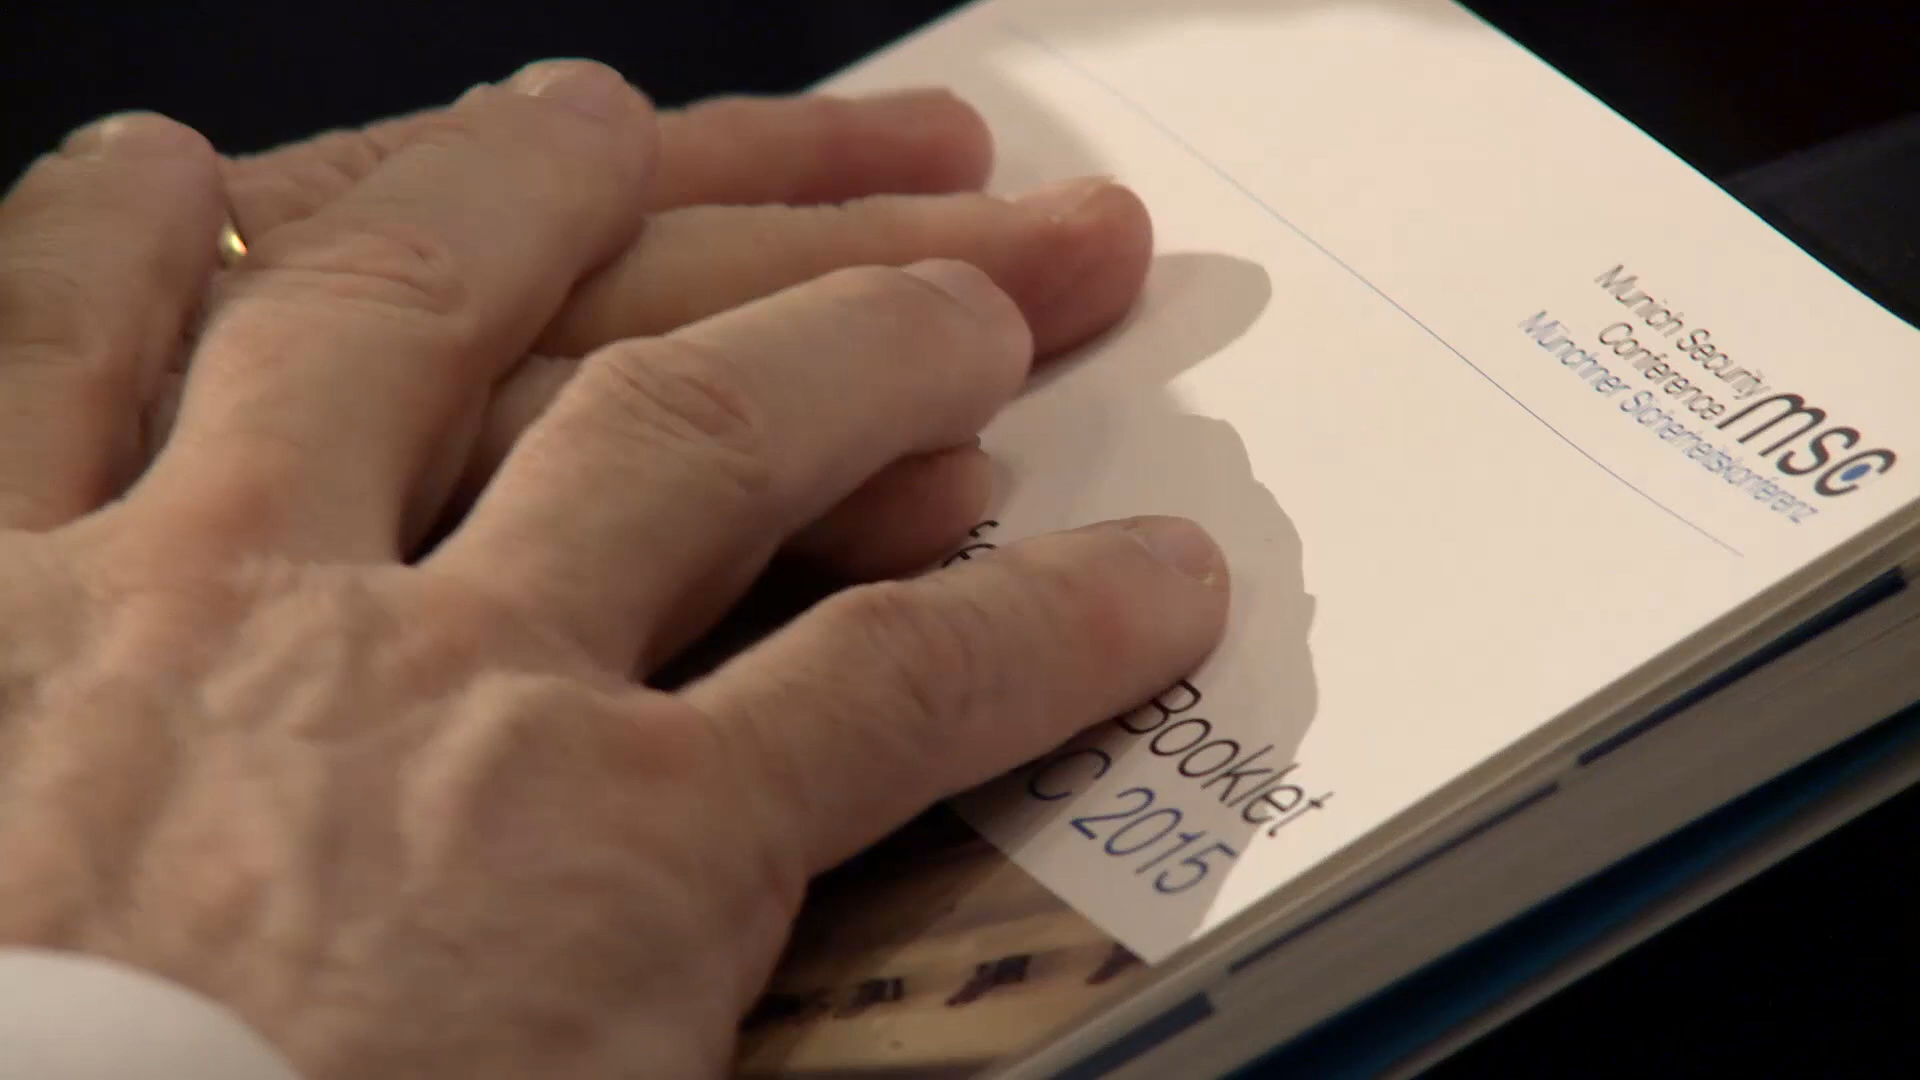 Munich Security
Conference
Münchner Sicherheitskonferenz
msc
Booklet
C 2015